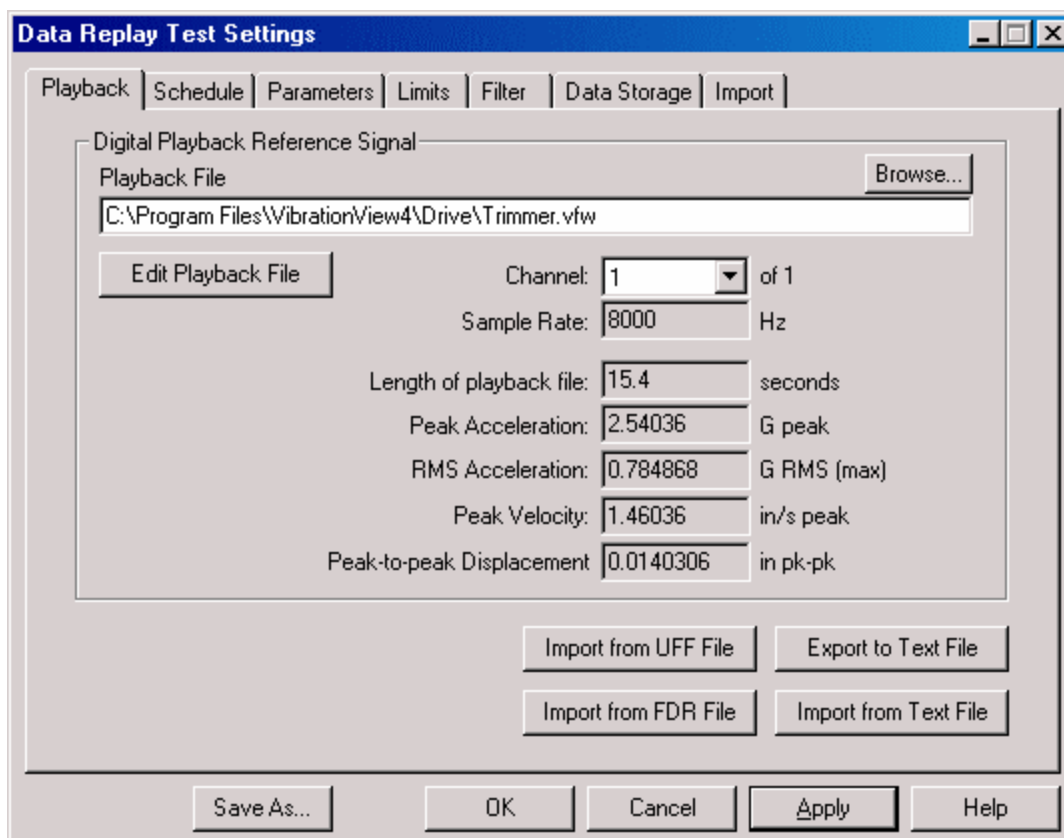 Data Replay Test Settings
Playback Schedule Parameters Limits Filter Data Storage Import
Digital Playback Reference Signal
Playback File
Browse...
C:\Program Files\VibrationView4\Drive\Trimmer.vfw
Edit Playback File
Channel: 1 of 1
Sample Rate: 8000 Hz
Length of playback file: 15.4 seconds
Peak Acceleration: 2.54036 G peak
RMS Acceleration: 0.784868 G RMS (max)
Peak Velocity: 1.46036 in/s peak
Peak-to-peak Displacement 0.0140306 in pk-pk
Import from UFF File Export to Text File
Import from FDR File Import from Text File
Save As... OK Cancel Apply Help